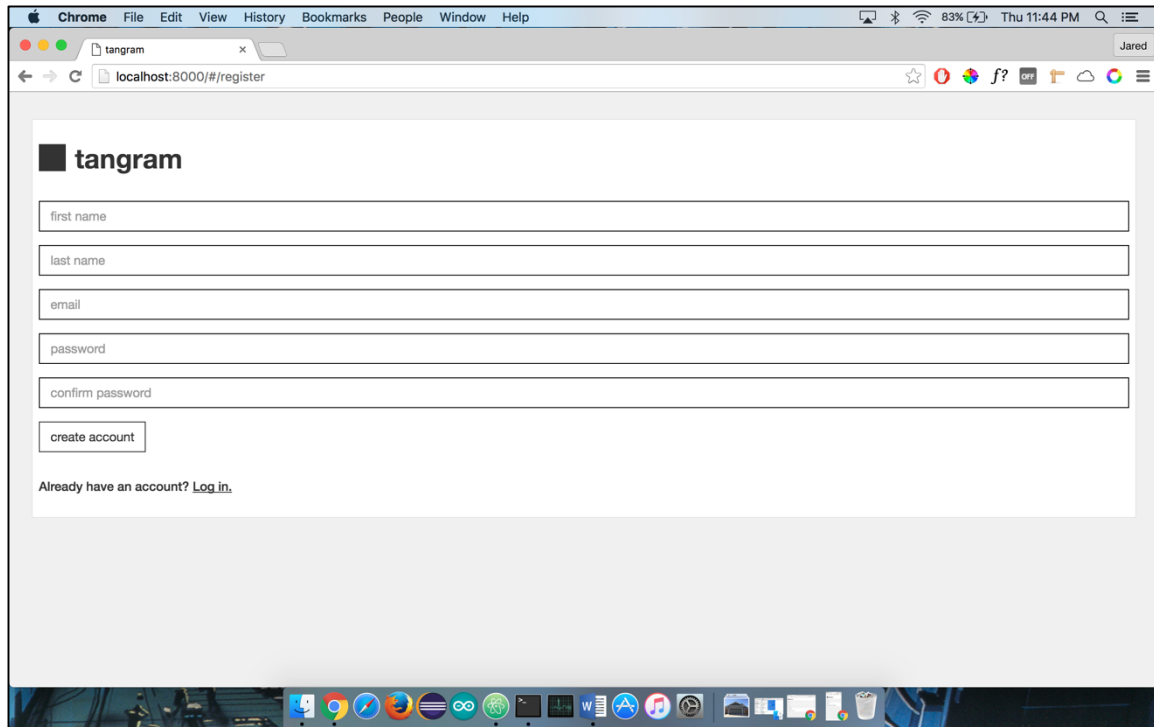 Chrome File Edit View History Bookmarks People Window Help 83% Thu 11:44 PM
tangram Jared
localhost:8000/#/register f? OFF
tangram
first name
last name
email
password
confirm password
create account
Already have an account? Log in.
W